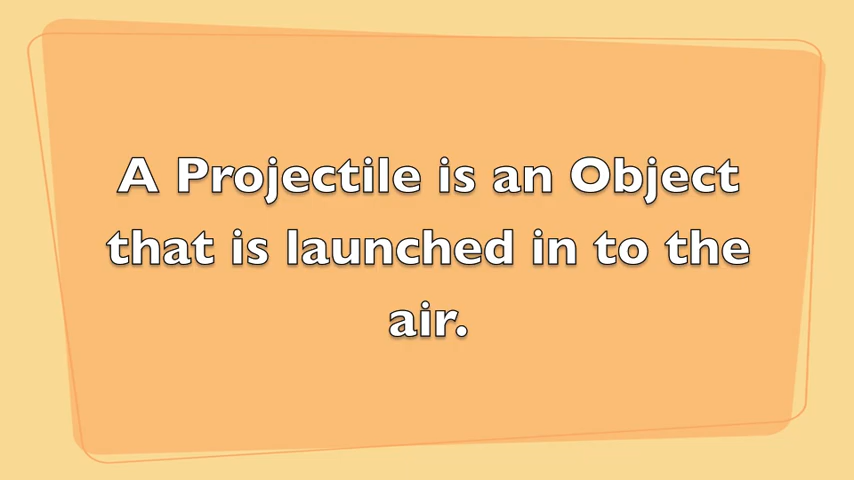 A Projectile is an Object
that is launched in to the
air.